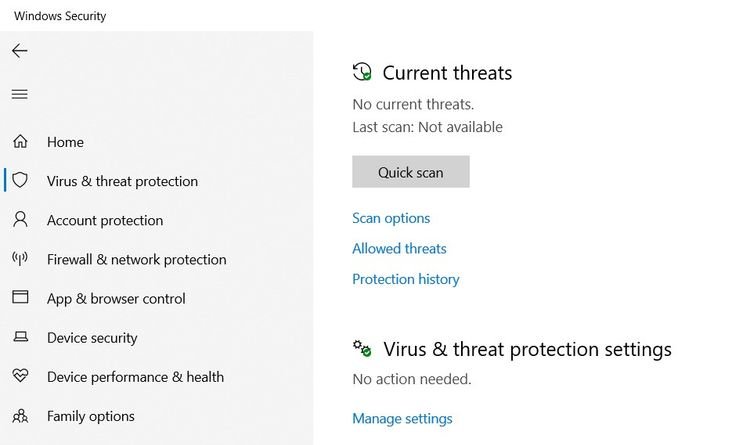 Windows Security
Home
Virus & threat protection
Account protection
Firewall & network protection
App & browser control
Device security
Device performance & health
Family options
Current threats
No current threats.
Last scan: Not available
Quick scan
Scan options
Allowed threats
Protection history
Virus & threat protection settings
No action needed.
Manage settings